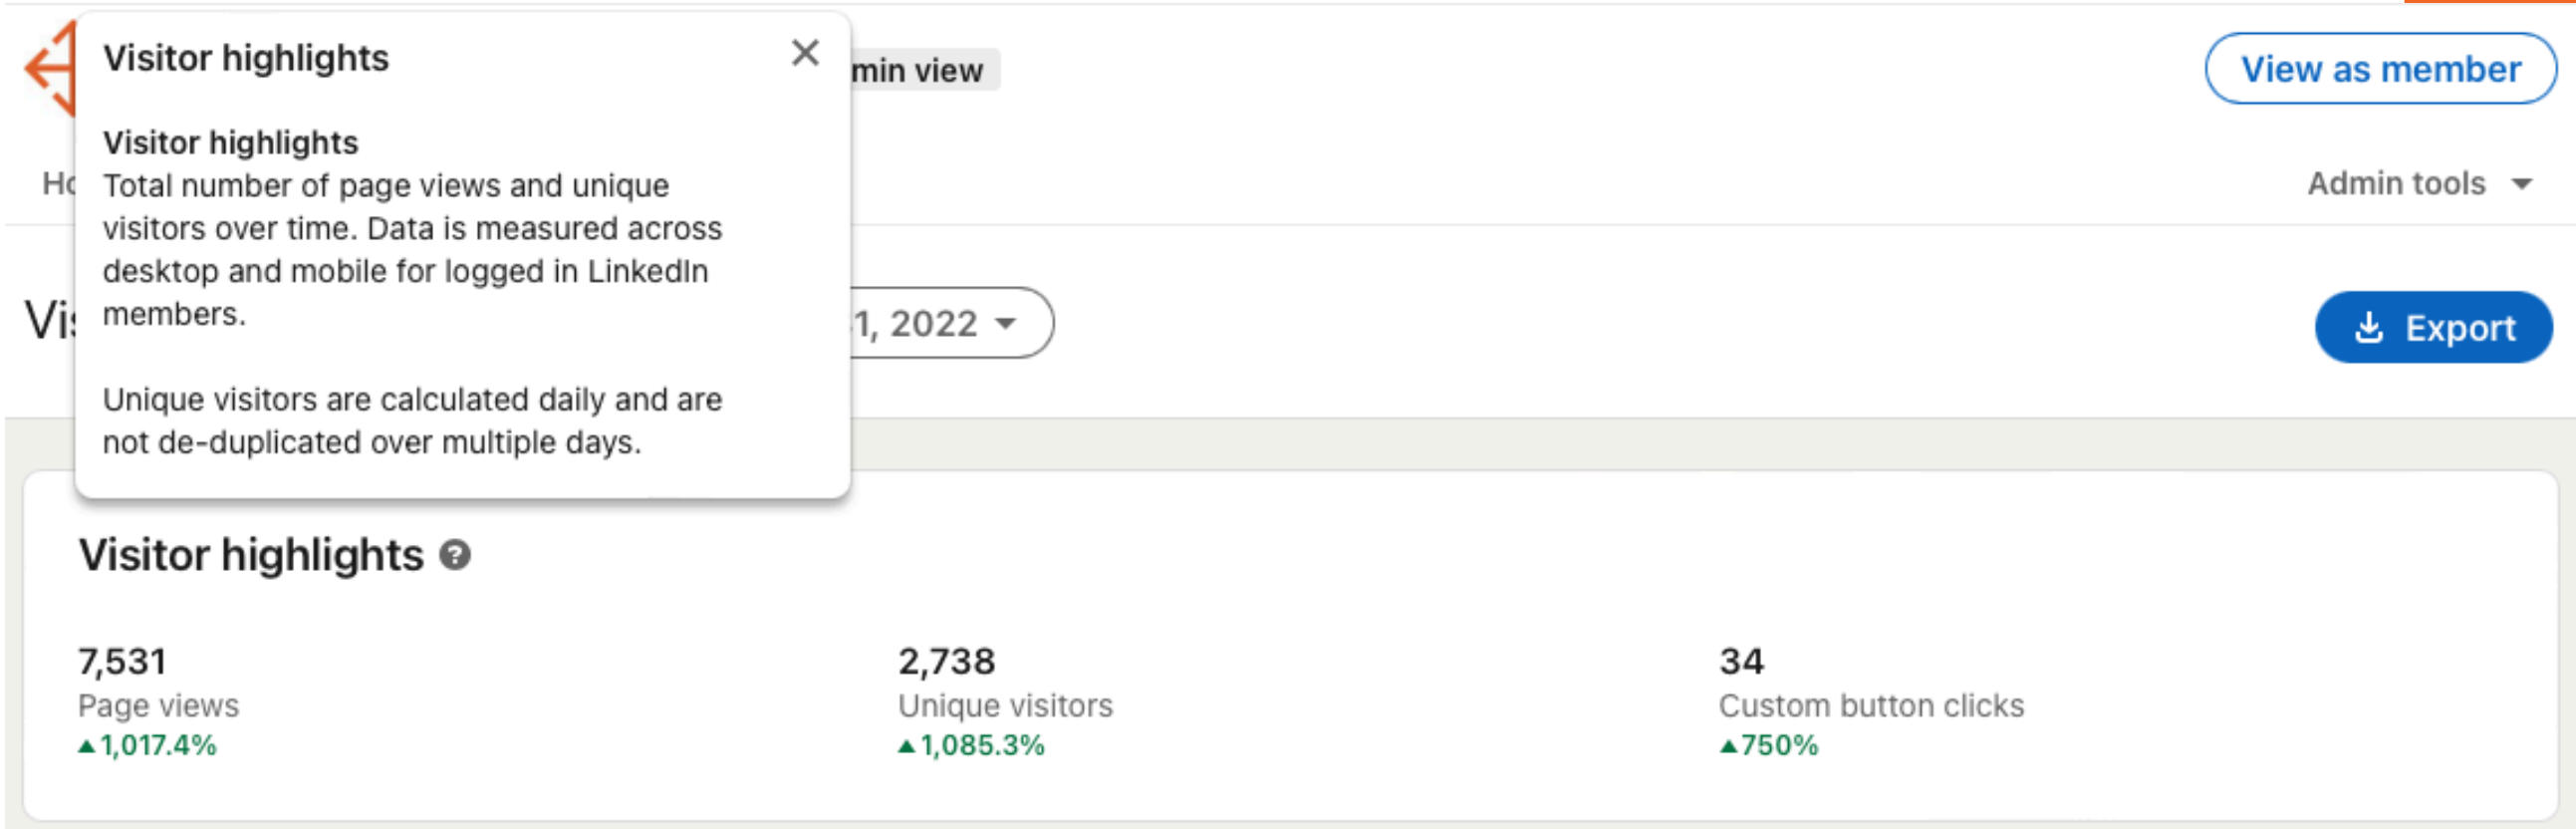 Visitor highlights
min view
View as member
Visitor highlights
Total number of page views and unique
visitors over time. Data is measured across
desktop and mobile for logged in LinkedIn
members.
Unique visitors are calculated daily and are
not de-duplicated over multiple days.
Admin tools
1, 2022
Export
Visitor highlights
7,531
Page views
▲1,017.4%
2,738
Unique visitors
▲1,085.3%
34
Custom button clicks
▲750%